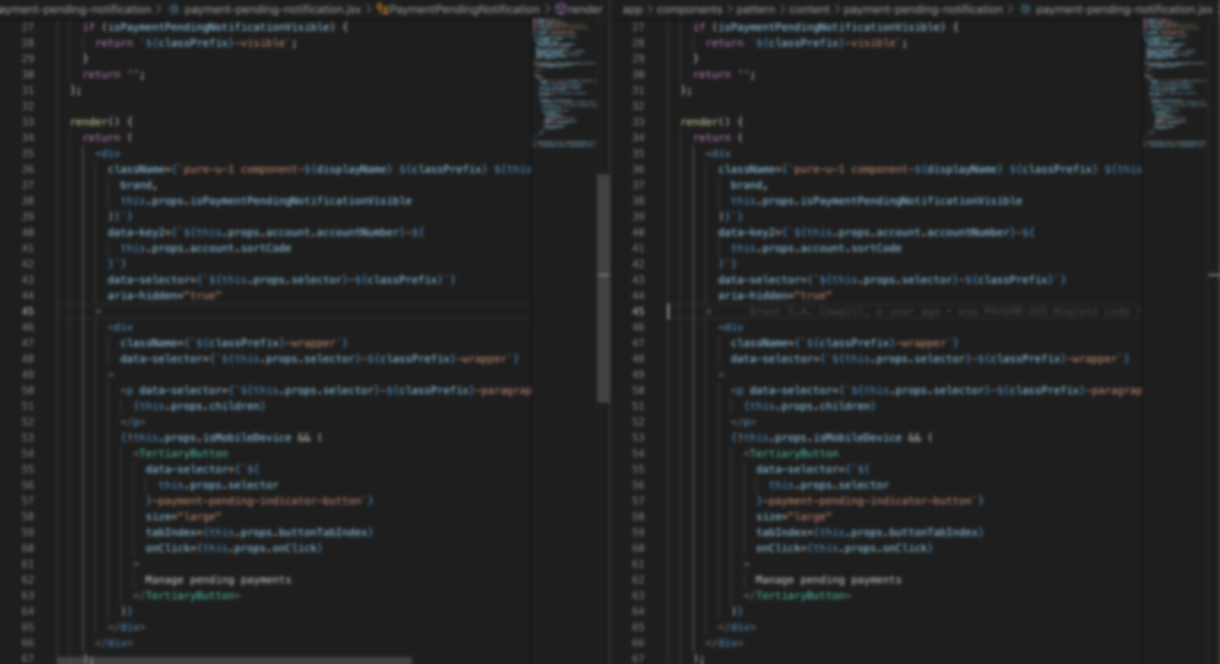 ayment-pending-notification > payment-pending-notification.jsx > PaymentPendingNotification > render
27 if (isPaymentPendingNotificationVisible) {
28 return `${classPrefix}-visible`;
29 }
30 return '';
31 };
32
33 render() {
34 return (
35 <div
36 className={`pure-u-1 component-${displayName} ${classPrefix} ${this
37 brand,
38 this.props.isPaymentPendingNotificationVisible
39 )}`}
40 data-key2={`${this.props.account.accountNumber}-${
41 this.props.account.sortCode
42 }`}
43 data-selector={`${this.props.selector}-${classPrefix}`}
44 aria-hidden="true"
45 >
46 <div
47 className={`${classPrefix}-wrapper`}
48 data-selector={`${this.props.selector}-${classPrefix}-wrapper`}
49 >
50 <p data-selector={`${this.props.selector}-${classPrefix}-paragrap
51 {this.props.children}
52 </p>
53 {!this.props.isMobileDevice && (
54 <TertiaryButton
55 data-selector={`${
56 this.props.selector
57 }-payment-pending-indicator-button`}
58 size="large"
59 tabIndex={this.props.buttonTabIndex}
60 onClick={this.props.onClick}
61 >
62 Manage pending payments
63 </TertiaryButton>
64 )}
65 </div>
66 </div>
67 );
app > components > pattern > content > payment-pending-notification > payment-pending-notification.jsx >
27 if (isPaymentPendingNotificationVisible) {
28 return `${classPrefix}-visible`;
29 }
30 return '';
31 };
32
33 render() {
34 return (
35 <div
36 className={`pure-u-1 component-${displayName} ${classPrefix} ${this
37 brand,
38 this.props.isPaymentPendingNotificationVisible
39 )}`}
40 data-key2={`${this.props.account.accountNumber}-${
41 this.props.account.sortCode
42 }`}
43 data-selector={`${this.props.selector}-${classPrefix}`}
44 aria-hidden="true"
45 > Brent S.A. Cowgill, a year ago • wip Migrate code
46 <div
47 className={`${classPrefix}-wrapper`}
48 data-selector={`${this.props.selector}-${classPrefix}-wrapper`}
49 >
50 <p data-selector={`${this.props.selector}-${classPrefix}-paragrap
51 {this.props.children}
52 </p>
53 {!this.props.isMobileDevice && (
54 <TertiaryButton
55 data-selector={`${
56 this.props.selector
57 }-payment-pending-indicator-button`}
58 size="large"
59 tabIndex={this.props.buttonTabIndex}
60 onClick={this.props.onClick}
61 >
62 Manage pending payments
63 </TertiaryButton>
64 )}
65 </div>
66 </div>
67 );